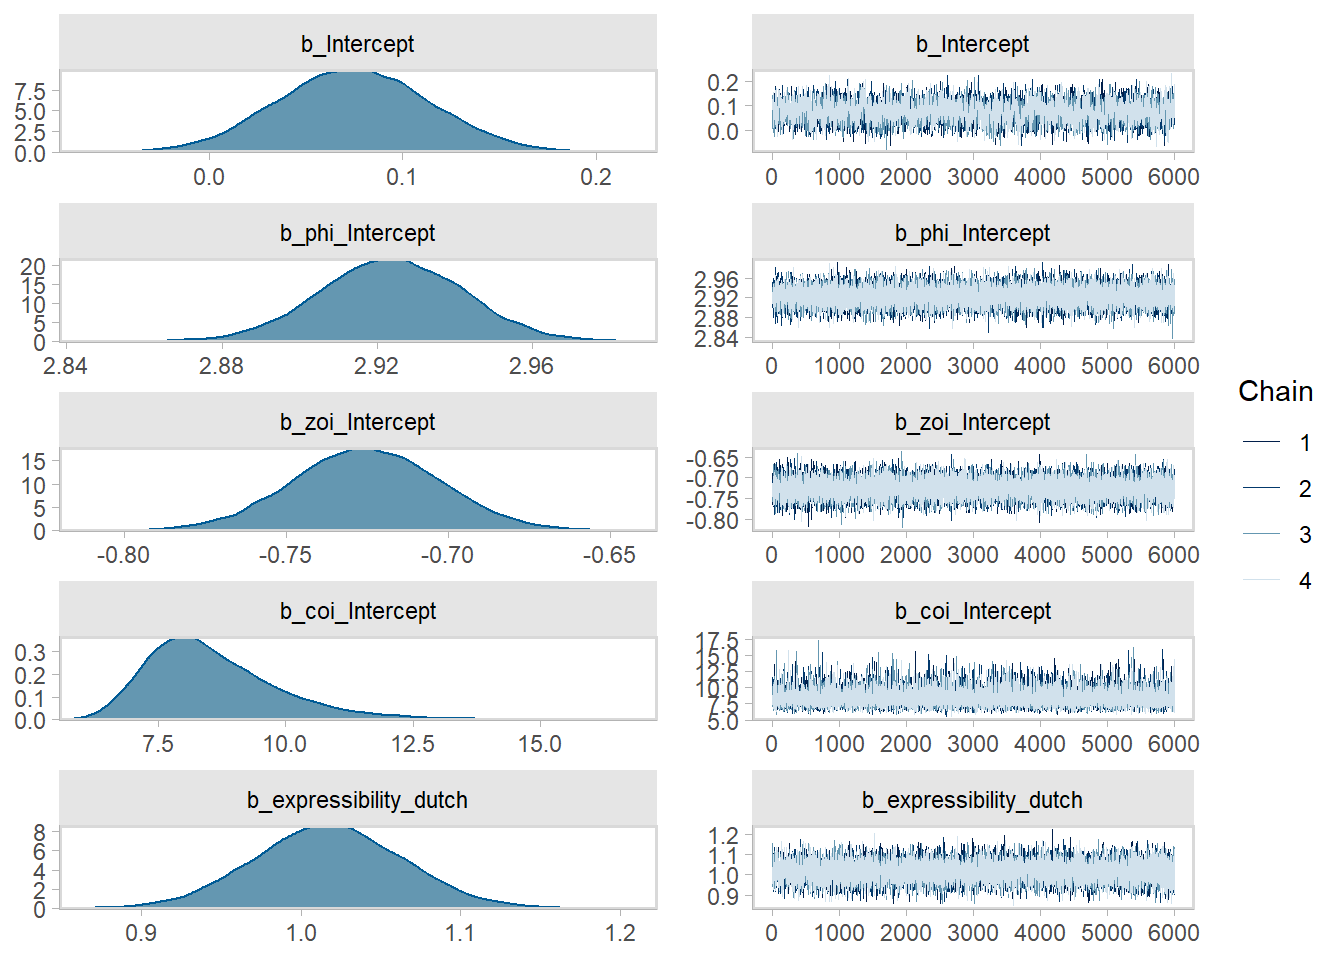 b_Intercept
7.5
5.0
2.5
0.0
0.0 0.1 0.2
b_Intercept
0.2
0.1
0.0
0 1000 2000 3000 4000 5000 6000
b_phi_Intercept
20
15
10
5
0
2.84 2.88 2.92 2.96
b_phi_Intercept
2.96
2.92
2.88
2.84
0 1000 2000 3000 4000 5000 6000
b_zoi_Intercept
15
10
5
0
-0.80 -0.75 -0.70 -0.65
b_zoi_Intercept
-0.65
-0.70
-0.75
-0.80
0 1000 2000 3000 4000 5000 6000
b_coi_Intercept
0.3
0.2
0.1
0.0
7.5 10.0 12.5 15.0
b_coi_Intercept
17.5
15.0
12.5
10.0
7.5
5.0
0 1000 2000 3000 4000 5000 6000
b_expressibility_dutch
8
6
4
2
0
0.9 1.0 1.1 1.2
b_expressibility_dutch
1.2
1.1
1.0
0.9
0 1000 2000 3000 4000 5000 6000
Chain
1
2
3
4